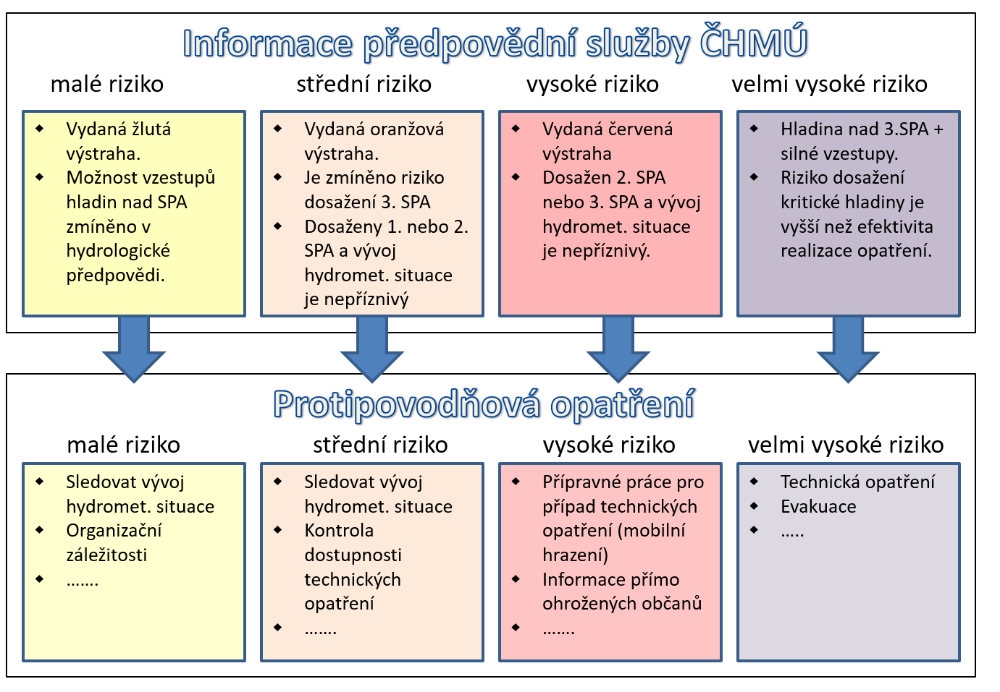 Informace předpovědní služby ČHMÚ
malé riziko
střední riziko
vysoké riziko
velmi vysoké riziko
Vydaná žlutá
výstraha.
Možnost vzestupů
hladin nad SPA
zmíněno v
hydrologické
předpovědi.
Vydaná oranžová
výstraha.
Je zmíněno riziko
dosažení 3. SPA
Dosaženy 1. nebo 2.
SPA a vývoj
hydromet. situace
je nepříznivý
Vydaná červená
výstraha
Dosažen 2. SPA
nebo 3. SPA a vývoj
hydromet. situace
je nepříznivý.
Hladina nad 3.SPA +
silné vzestupy.
Riziko dosažení
kritické hladiny je
vyšší než efektivita
realizace opatření.
Protipovodňová opatření
malé riziko
střední riziko
vysoké riziko
velmi vysoké riziko
Sledovat vývoj
hydromet. situace
Organizační
záležitosti
…….
Sledovat vývoj
hydromet. situace
Kontrola
dostupnosti
technických
opatření
…….
Přípravné práce pro
případ technických
opatření (mobilní
hrazení)
Informace přímo
ohrožených občanů
…….
Technická opatření
Evakuace
…..